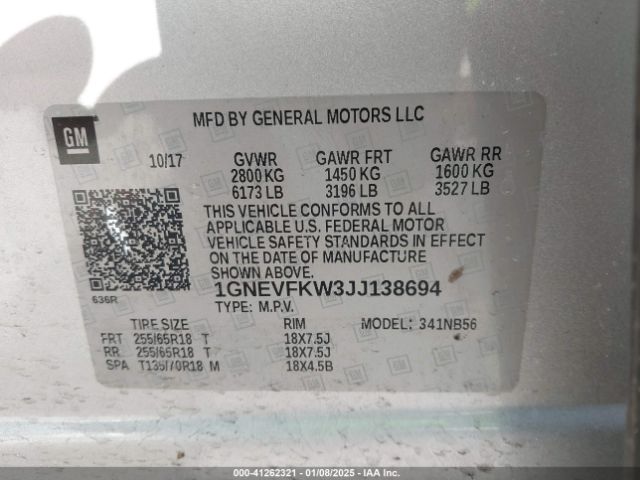 MFD BY GENERAL MOTORS LLC
GM
10/17 GVWR GAWR FRT GAWR RR
2800 KG 1450 KG 1600 KG
6173 LB 3196 LB 3527 LB
THIS VEHICLE CONFORMS TO ALL
APPLICABLE U.S. FEDERAL MOTOR
VEHICLE SAFETY STANDARDS IN EFFECT
ON THE DATE OF MANUFACTURE
SHOWN ABOVE.
1GNEVFKW3JJ138694
636R
TYPE: M.P.V.
TIRE SIZE RIM MODEL: 341NB56
FRT 255/65R18 T 18X7.5J
RR 255/65R18 T 18X7.5J
SPA T135/70R18 M 18X4.5B
000-41262321 - 01/08/2025 - IAA Inc.